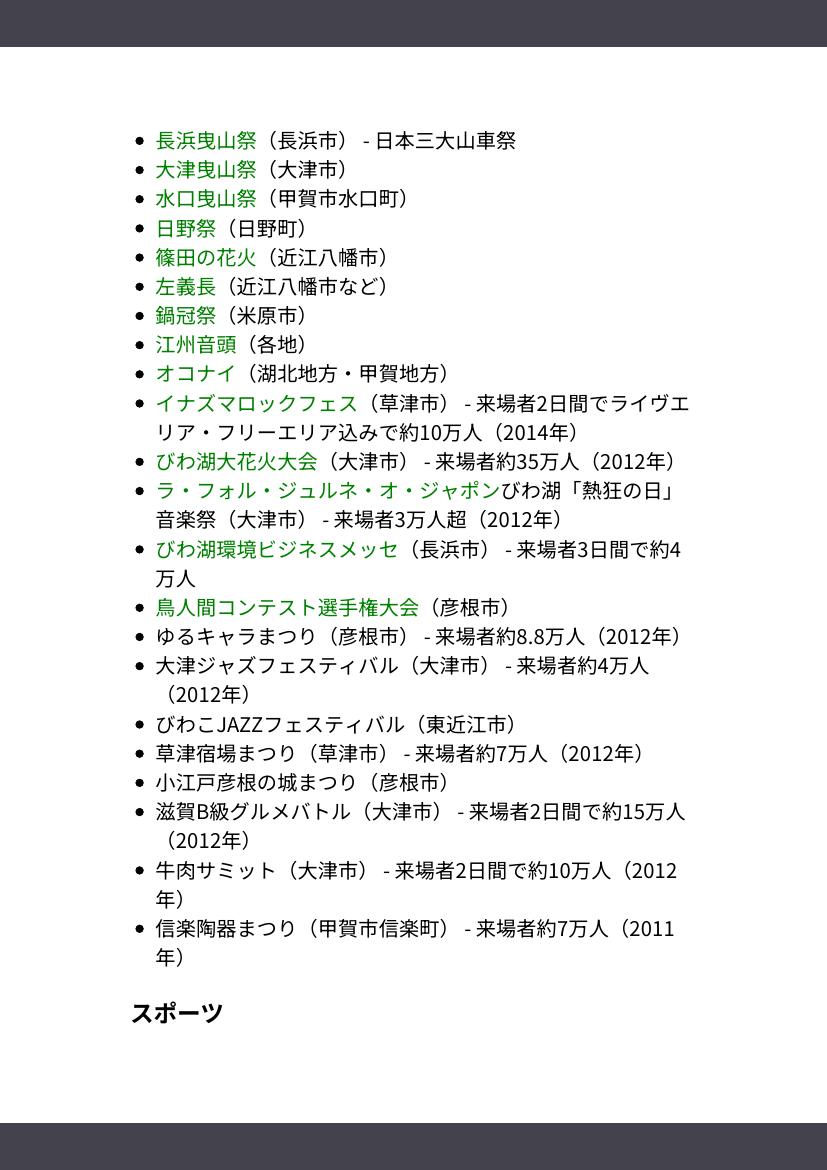 長浜曳山祭（長浜市） - 日本三大山車祭
大津曳山祭（大津市）
水口曳山祭（甲賀市水口町）
日野祭（日野町）
篠田の花火（近江八幡市）
左義長（近江八幡市など）
鍋冠祭（米原市）
江州音頭（各地）
オコナイ（湖北地方・甲賀地方）
イナズマロックフェス（草津市） - 来場者2日間でライヴエ
リア・フリーエリア込みで約10万人（2014年）
びわ湖大花火大会（大津市） - 来場者約35万人（2012年）
ラ・フォル・ジュルネ・オ・ジャポンびわ湖「熱狂の日」
音楽祭（大津市） - 来場者3万人超（2012年）
びわ湖環境ビジネスメッセ（長浜市） - 来場者3日間で約4
万人
鳥人間コンテスト選手権大会（彦根市）
ゆるキャラまつり（彦根市） - 来場者約8.8万人（2012年）
大津ジャズフェスティバル（大津市） - 来場者約4万人
（2012年）
びわこJAZZフェスティバル（東近江市）
草津宿場まつり（草津市） - 来場者約7万人（2012年）
小江戸彦根の城まつり（彦根市）
滋賀B級グルメバトル（大津市） - 来場者2日間で約15万人
（2012年）
牛肉サミット（大津市） - 来場者2日間で約10万人（2012
年）
信楽陶器まつり（甲賀市信楽町） - 来場者約7万人（2011
年）
スポーツ